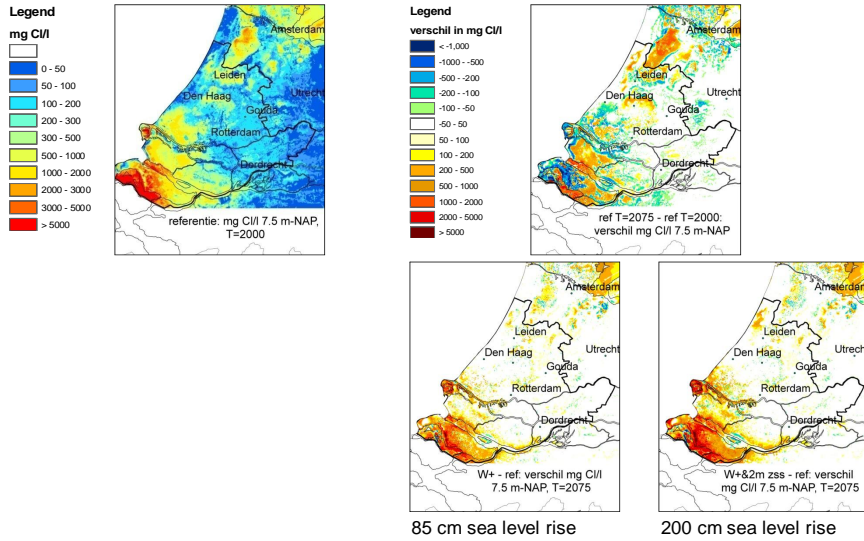 Legend
mg Cl/l
0 - 50
50 - 100
100 - 200
200 - 300
300 - 500
500 - 1000
1000 - 2000
2000 - 3000
3000 - 5000
> 5000
Amsterdam
Leiden
Den Haag
Utrecht
Gouda
Rotterdam
Dordrecht
referentie: mg Cl/l 7.5 m-NAP,
T=2000
Legend
verschil in mg Cl/l
< -1,000
-1000 - -500
-500 - -200
-200 - -100
-100 - -50
-50 - 50
50 - 100
100 - 200
200 - 500
500 - 1000
1000 - 2000
2000 - 5000
> 5000
Amsterdam
Leiden
Den Haag
Utrecht
Gouda
Rotterdam
Dordrecht
ref T=2075 - ref T=2000:
verschil mg Cl/l 7.5 m-NAP
Amsterdam
Leiden
Den Haag
Utrecht
Gouda
Rotterdam
Dordrecht
W+ - ref: verschil mg Cl/l
7.5 m-NAP, T=2075
85 cm sea level rise
Amsterdam
Leiden
Den Haag
Utrecht
Gouda
Rotterdam
Dordrecht
W+&2m zss - ref: verschil
mg Cl/l 7.5 m-NAP, T=2075
200 cm sea level rise